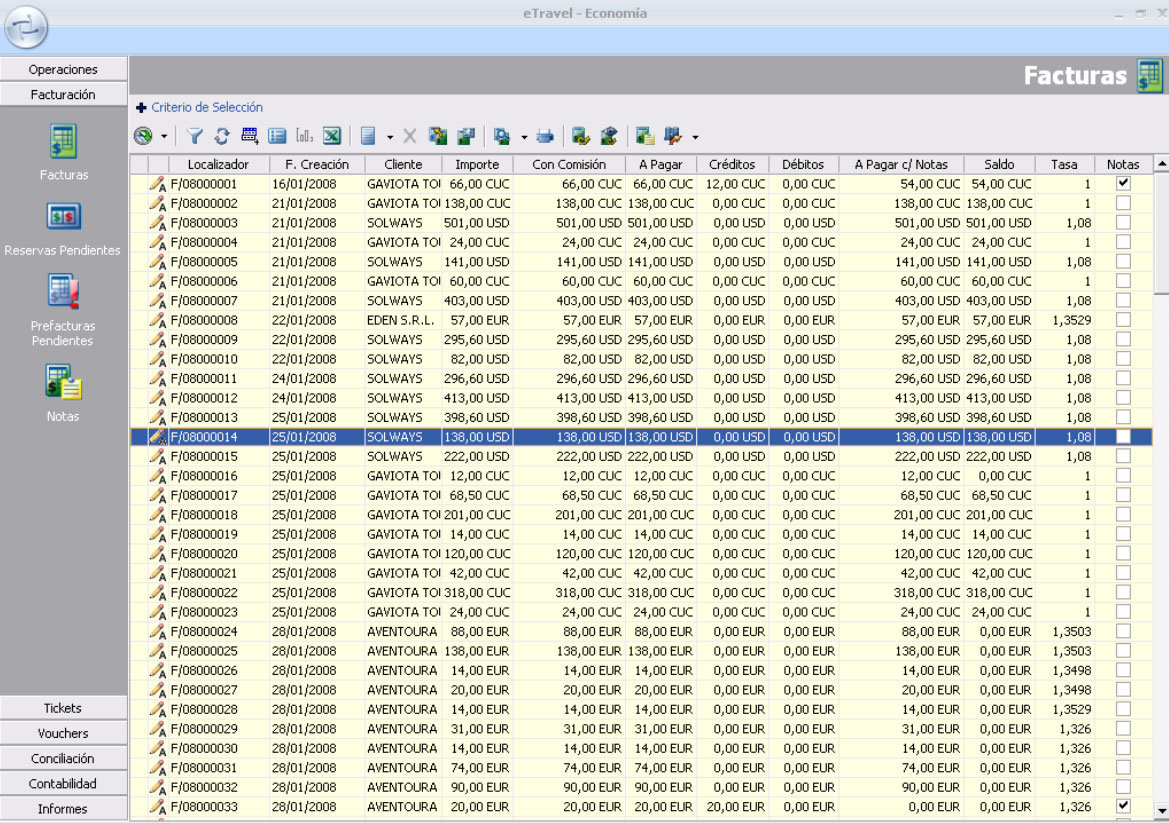 eTravel - Economía
Operaciones
Facturación
Facturas
Reservas Pendientes
Prefacturas
Pendientes
Notas
Tickets
Vouchers
Conciliación
Contabilidad
Informes
Facturas
Criterio de Selección
Localizador F. Creación Cliente Importe Con Comisión A Pagar Créditos Débitos A Pagar c/ Notas Saldo Tasa Notas
F/08000001 16/01/2008 GAVIOTA TOU 66,00 CUC 66,00 CUC 66,00 CUC 12,00 CUC 0,00 CUC 54,00 CUC 54,00 CUC 1
F/08000002 21/01/2008 GAVIOTA TOU 138,00 CUC 138,00 CUC 138,00 CUC 0,00 CUC 0,00 CUC 138,00 CUC 138,00 CUC 1
F/08000003 21/01/2008 SOLWAYS 501,00 USD 501,00 USD 501,00 USD 0,00 USD 0,00 USD 501,00 USD 501,00 USD 1,08
F/08000004 21/01/2008 GAVIOTA TOU 24,00 CUC 24,00 CUC 24,00 CUC 0,00 CUC 0,00 CUC 24,00 CUC 24,00 CUC 1
F/08000005 21/01/2008 SOLWAYS 141,00 USD 141,00 USD 141,00 USD 0,00 USD 0,00 USD 141,00 USD 141,00 USD 1,08
F/08000006 21/01/2008 GAVIOTA TOU 60,00 CUC 60,00 CUC 60,00 CUC 0,00 CUC 0,00 CUC 60,00 CUC 60,00 CUC 1
F/08000007 21/01/2008 SOLWAYS 403,00 USD 403,00 USD 403,00 USD 0,00 USD 0,00 USD 403,00 USD 403,00 USD 1,08
F/08000008 22/01/2008 EDEN S.R.L. 57,00 EUR 57,00 EUR 57,00 EUR 0,00 EUR 0,00 EUR 57,00 EUR 57,00 EUR 1,3529
F/08000009 22/01/2008 SOLWAYS 295,60 USD 295,60 USD 295,60 USD 0,00 USD 0,00 USD 295,60 USD 295,60 USD 1,08
F/08000010 22/01/2008 SOLWAYS 82,00 USD 82,00 USD 82,00 USD 0,00 USD 0,00 USD 82,00 USD 82,00 USD 1,08
F/08000011 24/01/2008 SOLWAYS 296,60 USD 296,60 USD 296,60 USD 0,00 USD 0,00 USD 296,60 USD 296,60 USD 1,08
F/08000012 24/01/2008 SOLWAYS 413,00 USD 413,00 USD 413,00 USD 0,00 USD 0,00 USD 413,00 USD 413,00 USD 1,08
F/08000013 25/01/2008 SOLWAYS 398,60 USD 398,60 USD 398,60 USD 0,00 USD 0,00 USD 398,60 USD 398,60 USD 1,08
F/08000014 25/01/2008 SOLWAYS 138,00 USD 138,00 USD 138,00 USD 0,00 USD 0,00 USD 138,00 USD 138,00 USD 1,08
F/08000015 25/01/2008 SOLWAYS 222,00 USD 222,00 USD 222,00 USD 0,00 USD 0,00 USD 222,00 USD 222,00 USD 1,08
F/08000016 25/01/2008 GAVIOTA TOU 12,00 CUC 12,00 CUC 12,00 CUC 0,00 CUC 0,00 CUC 12,00 CUC 0,00 CUC 1
F/08000017 25/01/2008 GAVIOTA TOU 68,50 CUC 68,50 CUC 68,50 CUC 0,00 CUC 0,00 CUC 68,50 CUC 68,50 CUC 1
F/08000018 25/01/2008 GAVIOTA TOU 201,00 CUC 201,00 CUC 201,00 CUC 0,00 CUC 0,00 CUC 201,00 CUC 201,00 CUC 1
F/08000019 25/01/2008 GAVIOTA TOU 14,00 CUC 14,00 CUC 14,00 CUC 0,00 CUC 0,00 CUC 14,00 CUC 14,00 CUC 1
F/08000020 25/01/2008 GAVIOTA TOU 120,00 CUC 120,00 CUC 120,00 CUC 0,00 CUC 0,00 CUC 120,00 CUC 120,00 CUC 1
F/08000021 25/01/2008 GAVIOTA TOU 42,00 CUC 42,00 CUC 42,00 CUC 0,00 CUC 0,00 CUC 42,00 CUC 42,00 CUC 1
F/08000022 25/01/2008 GAVIOTA TOU 318,00 CUC 318,00 CUC 318,00 CUC 0,00 CUC 0,00 CUC 318,00 CUC 318,00 CUC 1
F/08000023 25/01/2008 GAVIOTA TOU 24,00 CUC 24,00 CUC 24,00 CUC 0,00 CUC 0,00 CUC 24,00 CUC 24,00 CUC 1
F/08000024 28/01/2008 AVENTOURA 88,00 EUR 88,00 EUR 88,00 EUR 0,00 EUR 0,00 EUR 88,00 EUR 0,00 EUR 1,3503
F/08000025 28/01/2008 AVENTOURA 138,00 EUR 138,00 EUR 138,00 EUR 0,00 EUR 0,00 EUR 138,00 EUR 0,00 EUR 1,3503
F/08000026 28/01/2008 AVENTOURA 14,00 EUR 14,00 EUR 14,00 EUR 0,00 EUR 0,00 EUR 14,00 EUR 0,00 EUR 1,3498
F/08000027 28/01/2008 AVENTOURA 20,00 EUR 20,00 EUR 20,00 EUR 0,00 EUR 0,00 EUR 20,00 EUR 0,00 EUR 1,3498
F/08000028 28/01/2008 AVENTOURA 14,00 EUR 14,00 EUR 14,00 EUR 0,00 EUR 0,00 EUR 14,00 EUR 0,00 EUR 1,3529
F/08000029 28/01/2008 AVENTOURA 31,00 EUR 31,00 EUR 31,00 EUR 0,00 EUR 0,00 EUR 31,00 EUR 0,00 EUR 1,326
F/08000030 28/01/2008 AVENTOURA 14,00 EUR 14,00 EUR 14,00 EUR 0,00 EUR 0,00 EUR 14,00 EUR 0,00 EUR 1,326
F/08000031 28/01/2008 AVENTOURA 74,00 EUR 74,00 EUR 74,00 EUR 0,00 EUR 0,00 EUR 74,00 EUR 0,00 EUR 1,326
F/08000032 28/01/2008 AVENTOURA 90,00 EUR 90,00 EUR 90,00 EUR 0,00 EUR 0,00 EUR 90,00 EUR 0,00 EUR 1,326
F/08000033 28/01/2008 AVENTOURA 20,00 EUR 20,00 EUR 20,00 EUR 20,00 EUR 0,00 EUR 0,00 EUR 0,00 EUR 1,326